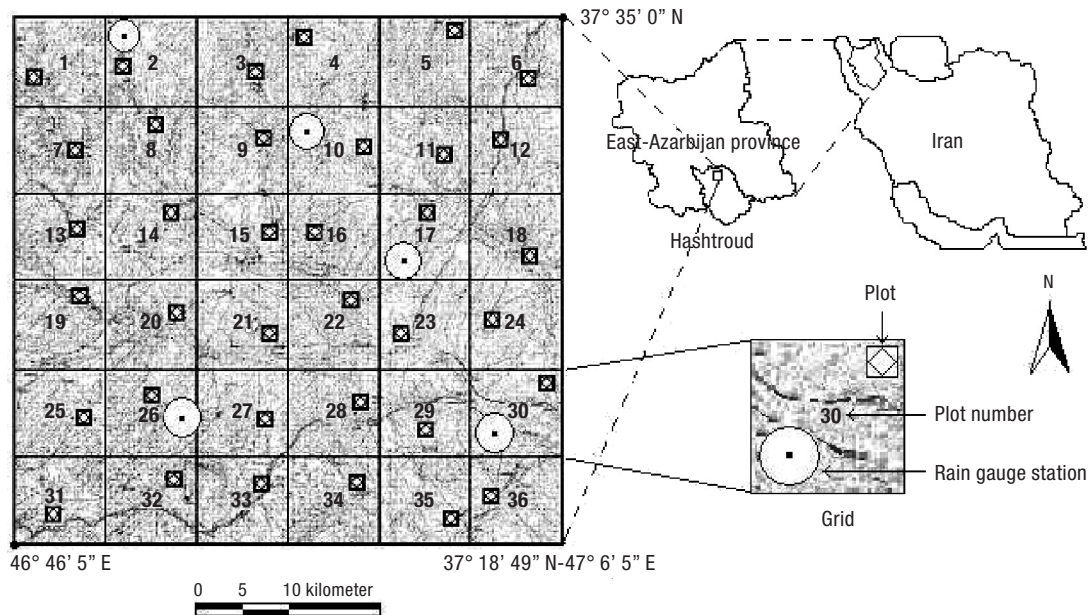 37° 35’ 0” N
1 2 3 4 5 6
7 8 9 10 11 12
13 14 15 16 17 18
19 20 21 22 23 24
25 26 27 28 29 30
31 32 33 34 35 36
46° 46’ 5” E
37° 18’ 49” N-47° 6’ 5” E
0 5 10 kilometer
East-Azarbijan province
Iran
Hashtroud
Plot
N
30
Plot number
Rain gauge station
Grid